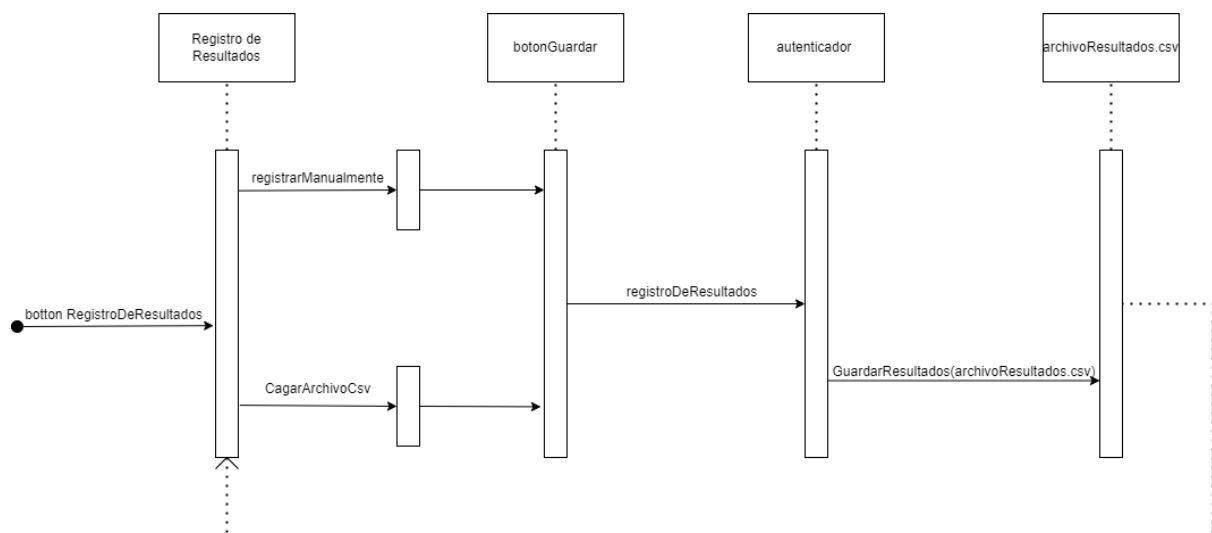 Registro de
Resultados
botonGuardar
autenticador
archivoResultados.csv
registrarManualmente
registroDeResultados
botton RegistroDeResultados
GuardarResultados(archivoResultados.csv)
CagarArchivoCsv